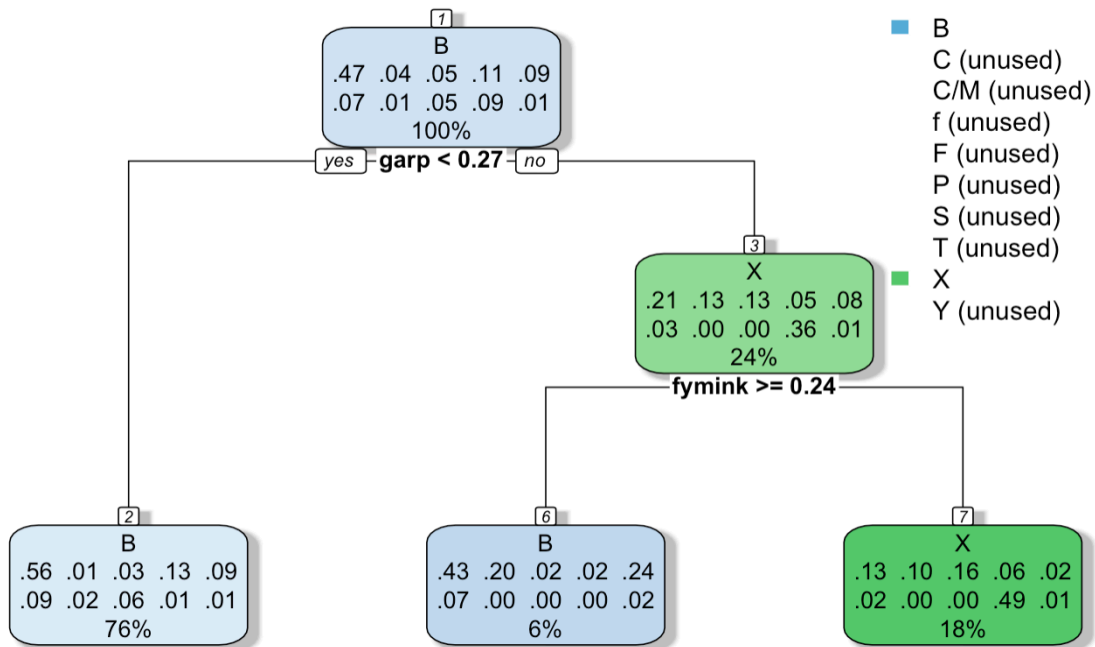 1
B
.47 .04 .05 .11 .09
.07 .01 .05 .09 .01
100%
yes garp < 0.27 no
B
C (unused)
C/M (unused)
f (unused)
F (unused)
P (unused)
S (unused)
T (unused)
X
Y (unused)
3
X
.21 .13 .13 .05 .08
.03 .00 .00 .36 .01
24%
fymink >= 0.24
2
B
.56 .01 .03 .13 .09
.09 .02 .06 .01 .01
76%
6
B
.43 .20 .02 .02 .24
.07 .00 .00 .00 .02
6%
7
X
.13 .10 .16 .06 .02
.02 .00 .00 .49 .01
18%